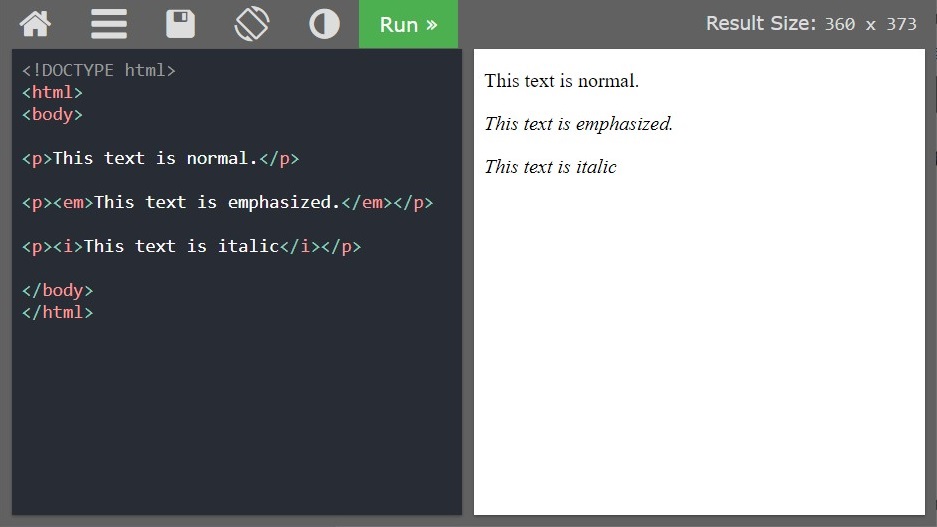 Run »
Result Size: 360 x 373
<!DOCTYPE html>
<html>
<body>
<p>This text is normal.</p>
<p><em>This text is emphasized.</em></p>
<p><i>This text is italic</i></p>
</body>
</html>
This text is normal.
This text is emphasized.
This text is italic